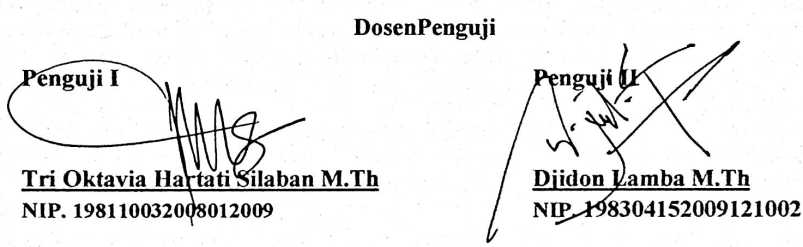 DosenPenguji
Penguji I
Penguji II
Tri Oktavia Hartati Silaban M.Th
Djidon Lamba M.Th
NIP. 198110032008012009
NIP. 198304152009121002